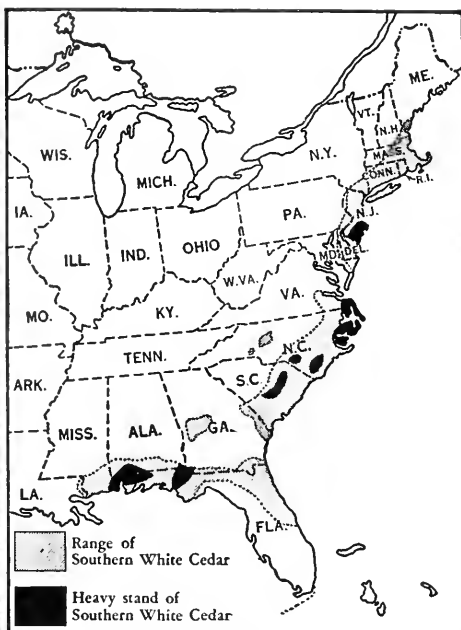 ME.
VT.
N.H.
WIS.
MICH.
N.Y.
MASS.
CONN.
R.I.
IA.
PA.
N.J.
ILL.
IND.
OHIO
MD.
DEL.
W.VA.
VA.
MO.
KY.
N.C.
TENN.
ARK.
S.C.
MISS.
ALA.
GA.
LA.
FLA.
Range of
Southern White Cedar
Heavy stand of
Southern White Cedar